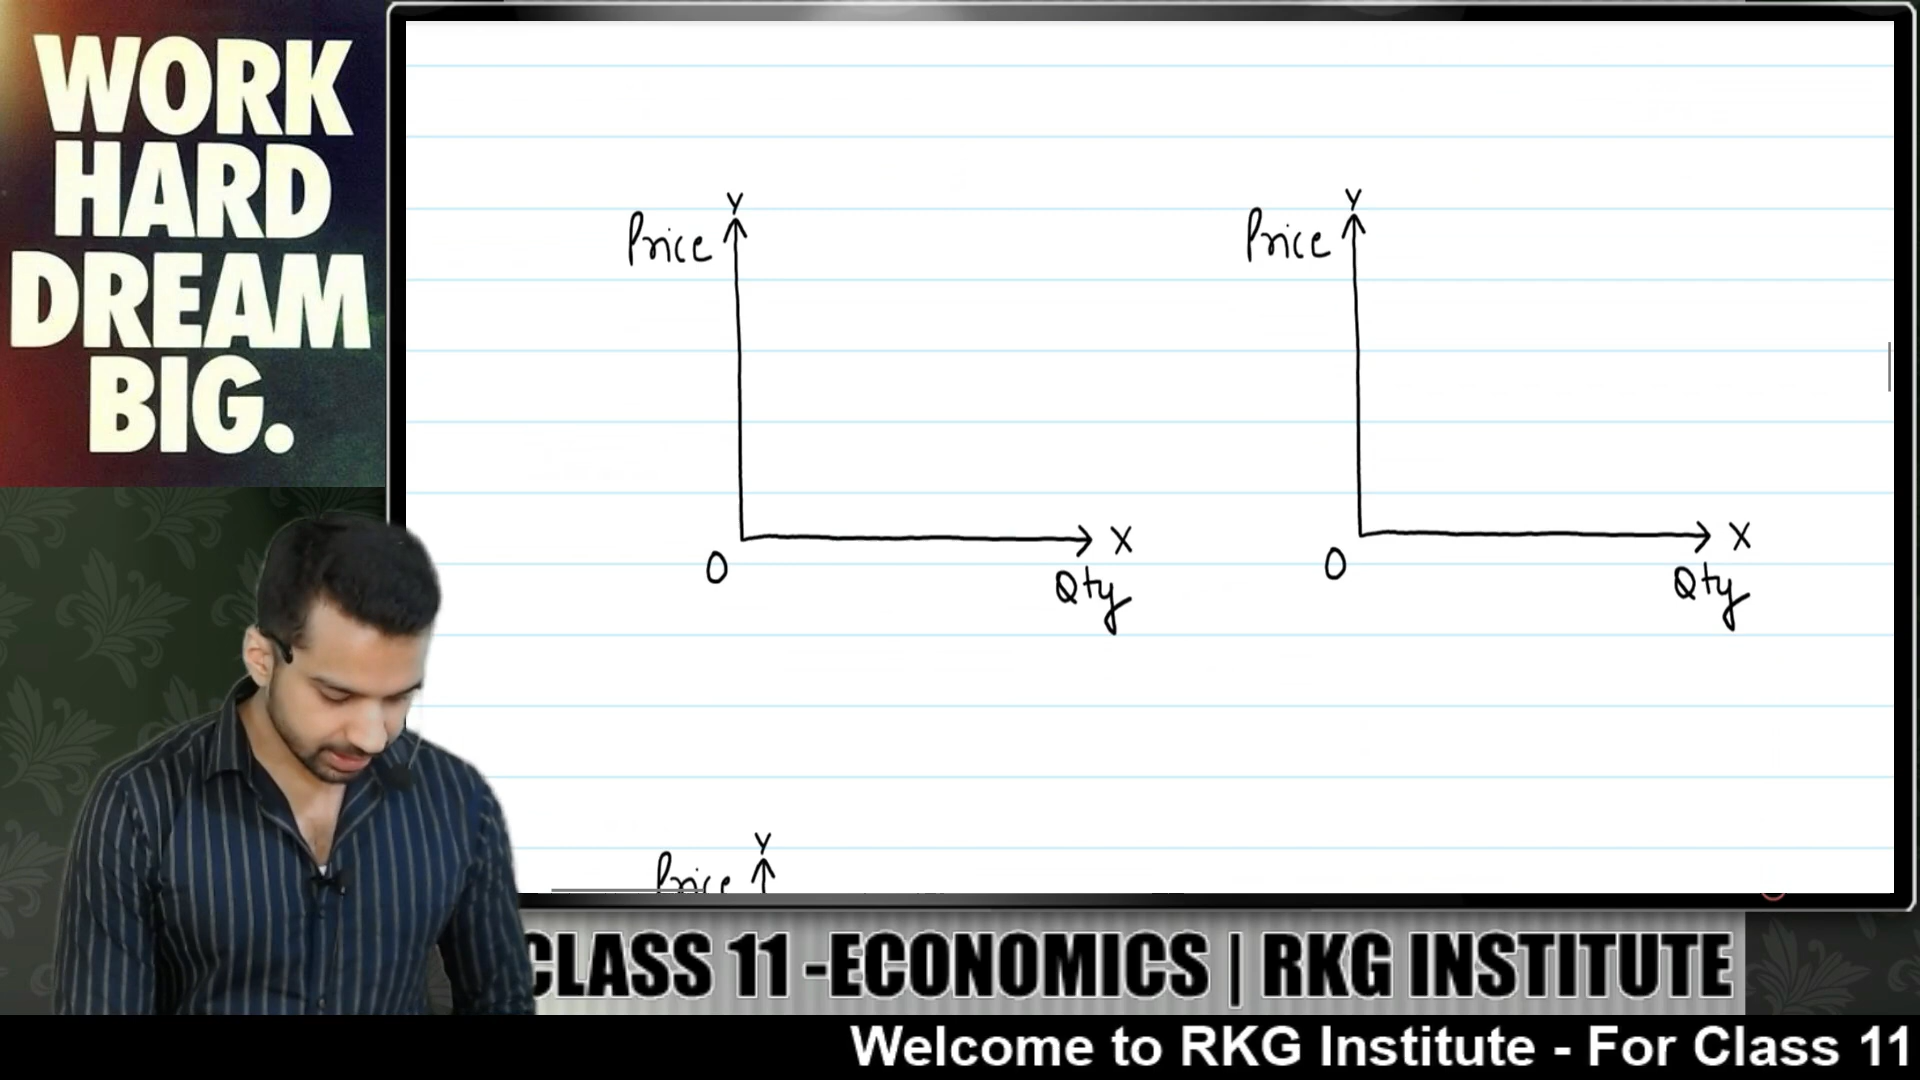 WORK
HARD
DREAM
BIG.
Y Y
Price Price
X X
O O
Qty Qty
Y
Price
CLASS 11 -ECONOMICS | RKG INSTITUTE
Welcome to RKG Institute - For Class 11